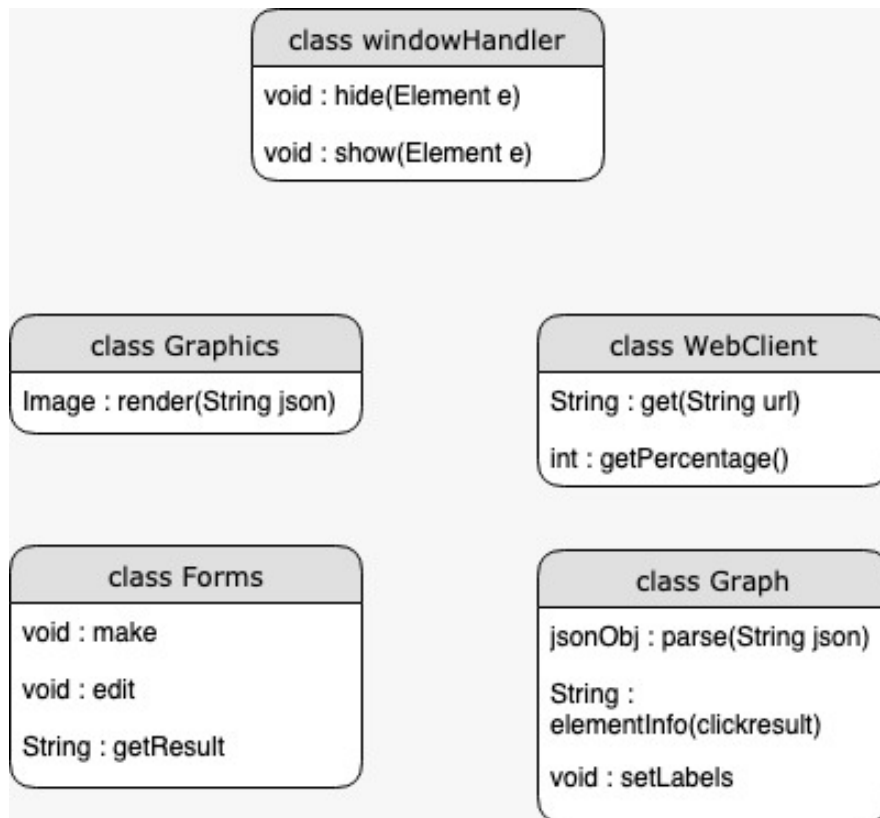 class windowHandler
void : hide(Element e)
void : show(Element e)
class Graphics
Image : render(String json)
class WebClient
String : get(String url)
int : getPercentage()
class Forms
void : make
void : edit
String : getResult
class Graph
jsonObj : parse(String json)
String :
elementInfo(clickresult)
void : setLabels